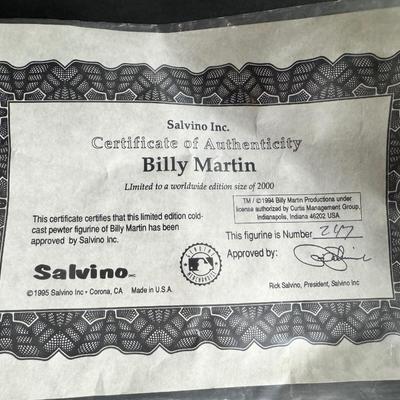 Salvino Inc.
Certificate of Authenticity
Billy Martin
LImited to a worldwide edition size of 2000
TM / ©1994 Billy Martin Productions under
license authorized by Curtis Management Group,
Indianapolis, Indiana 46202 USA.
This certificate certifies that this limited edition cold-
cast pewter figurine of Billy Martin has been
approved by Salvino Inc.
This figurine is Number 247
Approved by:
Salvino INC
GENUINE
MERCHANDISE
© 1995 Salvino Inc • Corona, CA Made in U.S.A.
Rick Salvino, President, Salvino Inc